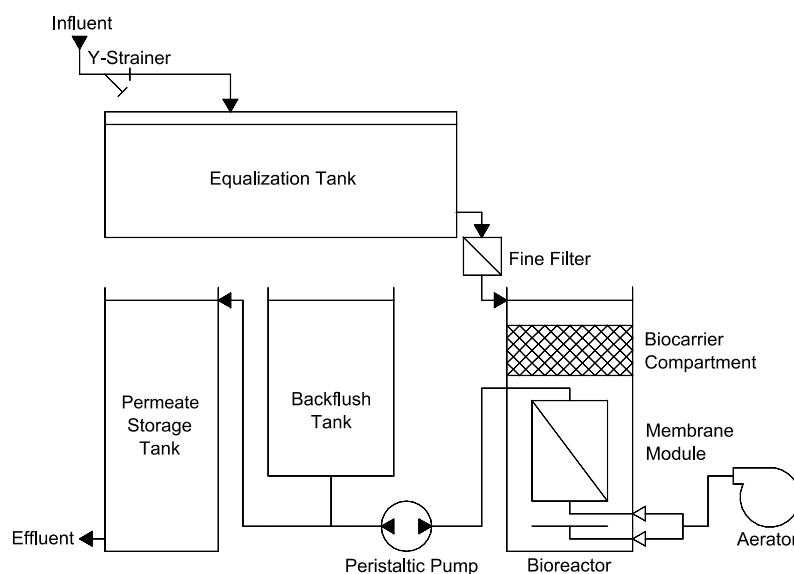 Influent
Y-Strainer
Equalization Tank
Fine Filter
Biocarrier
Compartment
Permeate
Storage
Tank
Backflush
Tank
Membrane
Module
Effluent
Peristaltic Pump
Bioreactor
Aerator